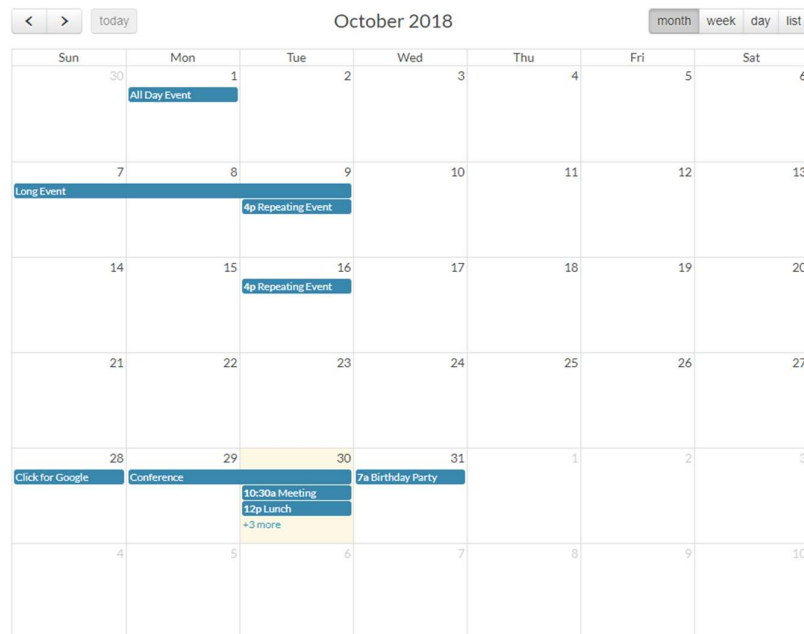 < > today October 2018 month week day list
Sun Mon Tue Wed Thu Fri Sat
30 1 2 3 4 5 6
All Day Event
7 8 9 10 11 12 13
Long Event
4p Repeating Event
14 15 16 17 18 19 20
4p Repeating Event
21 22 23 24 25 26 27
28 29 30 31 1 2 3
Click for Google Conference 7a Birthday Party
10:30a Meeting
12p Lunch
+3 more
4 5 6 7 8 9 10